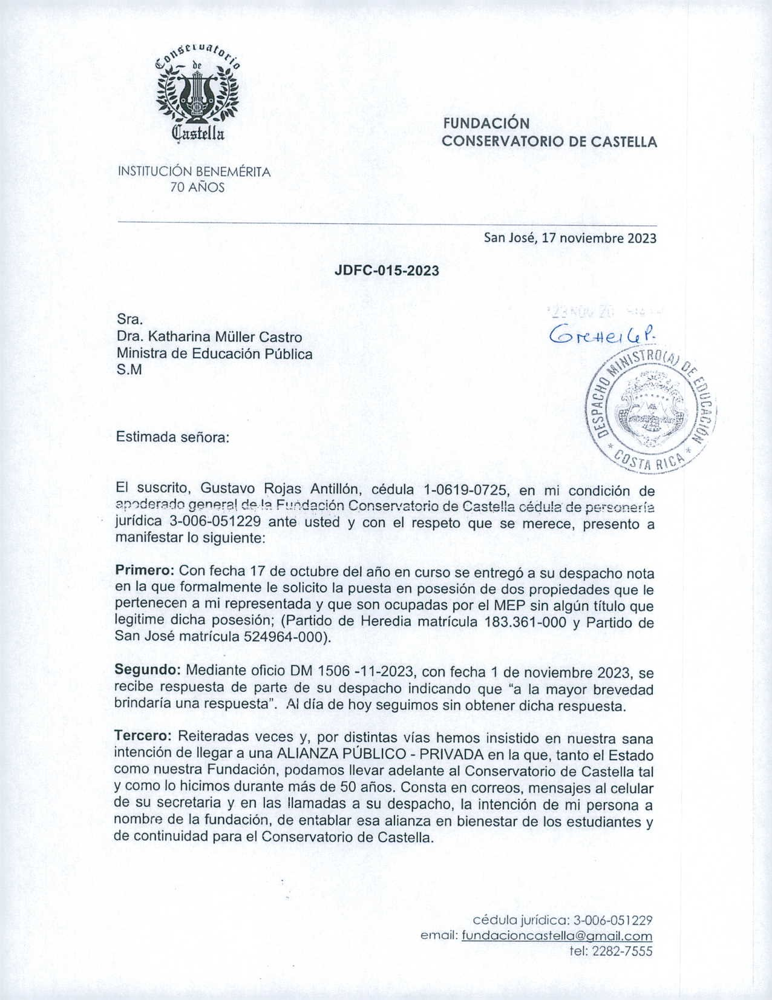 Conservatorio
de
Castella
FUNDACIÓN
CONSERVATORIO DE CASTELLA
INSTITUCIÓN BENEMÉRITA
70 AÑOS
San José, 17 noviembre 2023
JDFC-015-2023
23 NOV 20
Sra.
Dra. Katharina Müller Castro
Ministra de Educación Pública
S.M
DESPACHO MINISTRO(A) DE EDUCACIÓN
* COSTA RICA *
Estimada señora:
El suscrito, Gustavo Rojas Antillón, cédula 1-0619-0725, en mi condición de
apoderado general de la Fundación Conservatorio de Castella cédula de personería
jurídica 3-006-051229 ante usted y con el respeto que se merece, presento a
manifestar lo siguiente:
Primero: Con fecha 17 de octubre del año en curso se entregó a su despacho nota
en la que formalmente le solicito la puesta en posesión de dos propiedades que le
pertenecen a mi representada y que son ocupadas por el MEP sin algún título que
legitime dicha posesión; (Partido de Heredia matrícula 183.361-000 y Partido de
San José matrícula 524964-000).
Segundo: Mediante oficio DM 1506 -11-2023, con fecha 1 de noviembre 2023, se
recibe respuesta de parte de su despacho indicando que “a la mayor brevedad
brindaría una respuesta”. Al día de hoy seguimos sin obtener dicha respuesta.
Tercero: Reiteradas veces y, por distintas vías hemos insistido en nuestra sana
intención de llegar a una ALIANZA PÚBLICO - PRIVADA en la que, tanto el Estado
como nuestra Fundación, podamos llevar adelante al Conservatorio de Castella tal
y como lo hicimos durante más de 50 años. Consta en correos, mensajes al celular
de su secretaria y en las llamadas a su despacho, la intención de mi persona a
nombre de la fundación, de entablar esa alianza en bienestar de los estudiantes y
de continuidad para el Conservatorio de Castella.
cédula jurídica: 3-006-051229
email: fundacioncastella@gmail.com
tel: 2282-7555